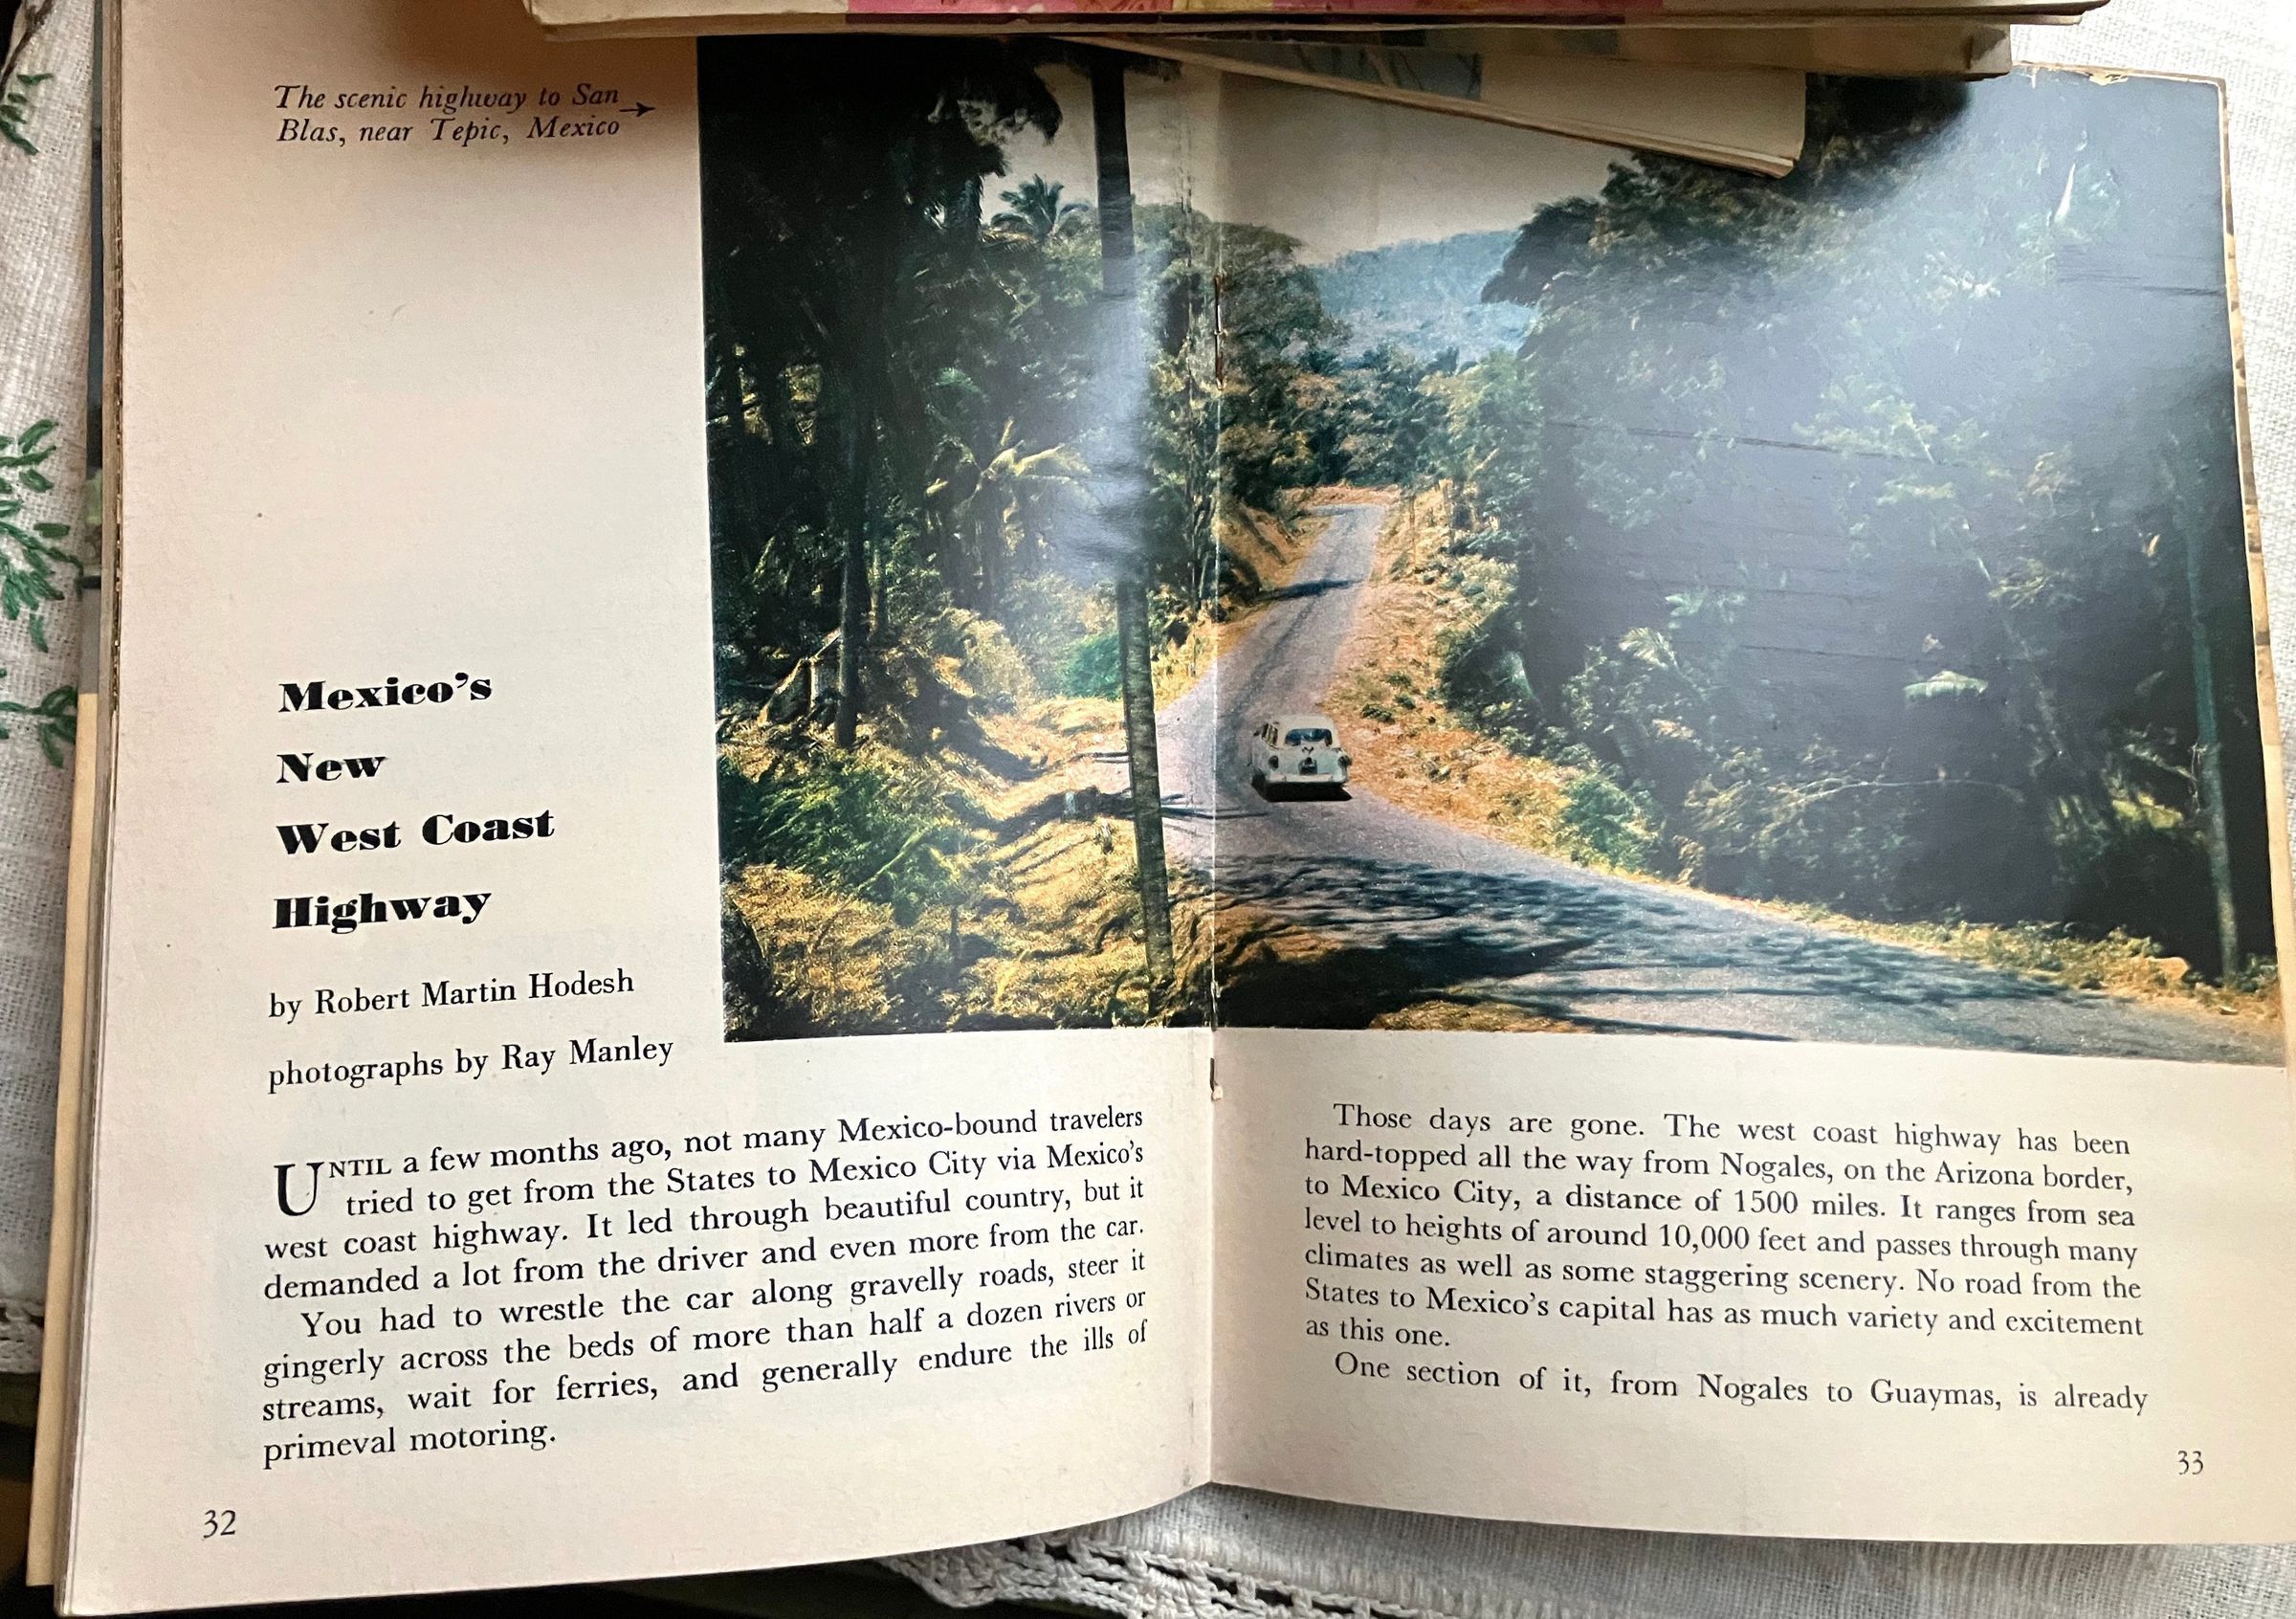 The scenic highway to San
Blas, near Tepic, Mexico
Mexico's
New
West Coast
Highway
by Robert Martin Hodesh
photographs by Ray Manley
UNTIL a few months ago, not many Mexico-bound travelers
tried to get from the States to Mexico City via Mexico's
west coast highway. It led through beautiful country, but it
demanded a lot from the driver and even more from the car.
You had to wrestle the car along gravelly roads, steer it
gingerly across the beds of more than half a dozen rivers or
streams, wait for ferries, and generally endure the ills of
primeval motoring.
32
Those days are gone. The west coast highway has been
hard-topped all the way from Nogales, on the Arizona border,
to Mexico City, a distance of 1500 miles. It ranges from sea
level to heights of around 10,000 feet and passes through many
climates as well as some staggering scenery. No road from the
States to Mexico's capital has as much variety and excitement
as this one.
One section of it, from Nogales to Guaymas, is already
33